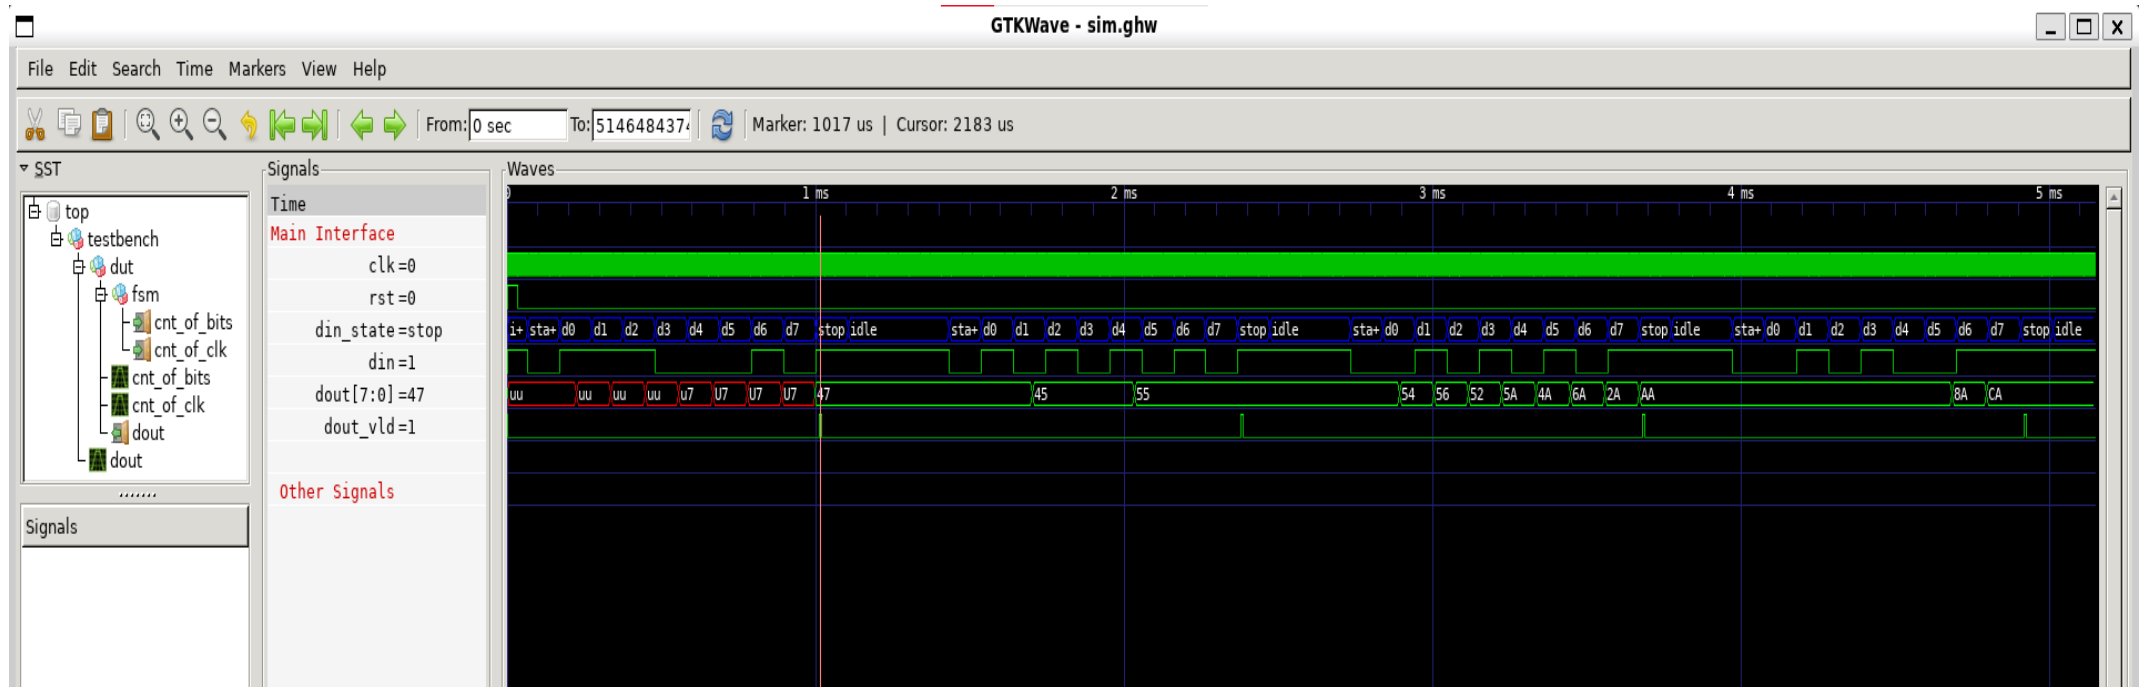 GTKWave - sim.ghw
File Edit Search Time Markers View Help
From: 0 sec To: 5146484374 Marker: 1017 us | Cursor: 2183 us
SST
top
testbench
dut
fsm
cnt_of_bits
cnt_of_clk
cnt_of_bits
cnt_of_clk
dout
dout
Signals
Signals
Time
Main Interface
clk=0
rst=0
din_state=stop
din=1
dout[7:0]=47
dout_vld=1
Other Signals
Waves
0 1 ms 2 ms 3 ms 4 ms 5 ms
i+ sta+ d0 d1 d2 d3 d4 d5 d6 d7 stop idle sta+ d0 d1 d2 d3 d4 d5 d6 d7 stop idle sta+ d0 d1 d2 d3 d4 d5 d6 d7 stop idle sta+ d0 d1 d2 d3 d4 d5 d6 d7 stop idle
uu uu uu uu u7 U7 U7 U7 47 45 55 54 56 52 5A 4A 6A 2A AA 8A CA